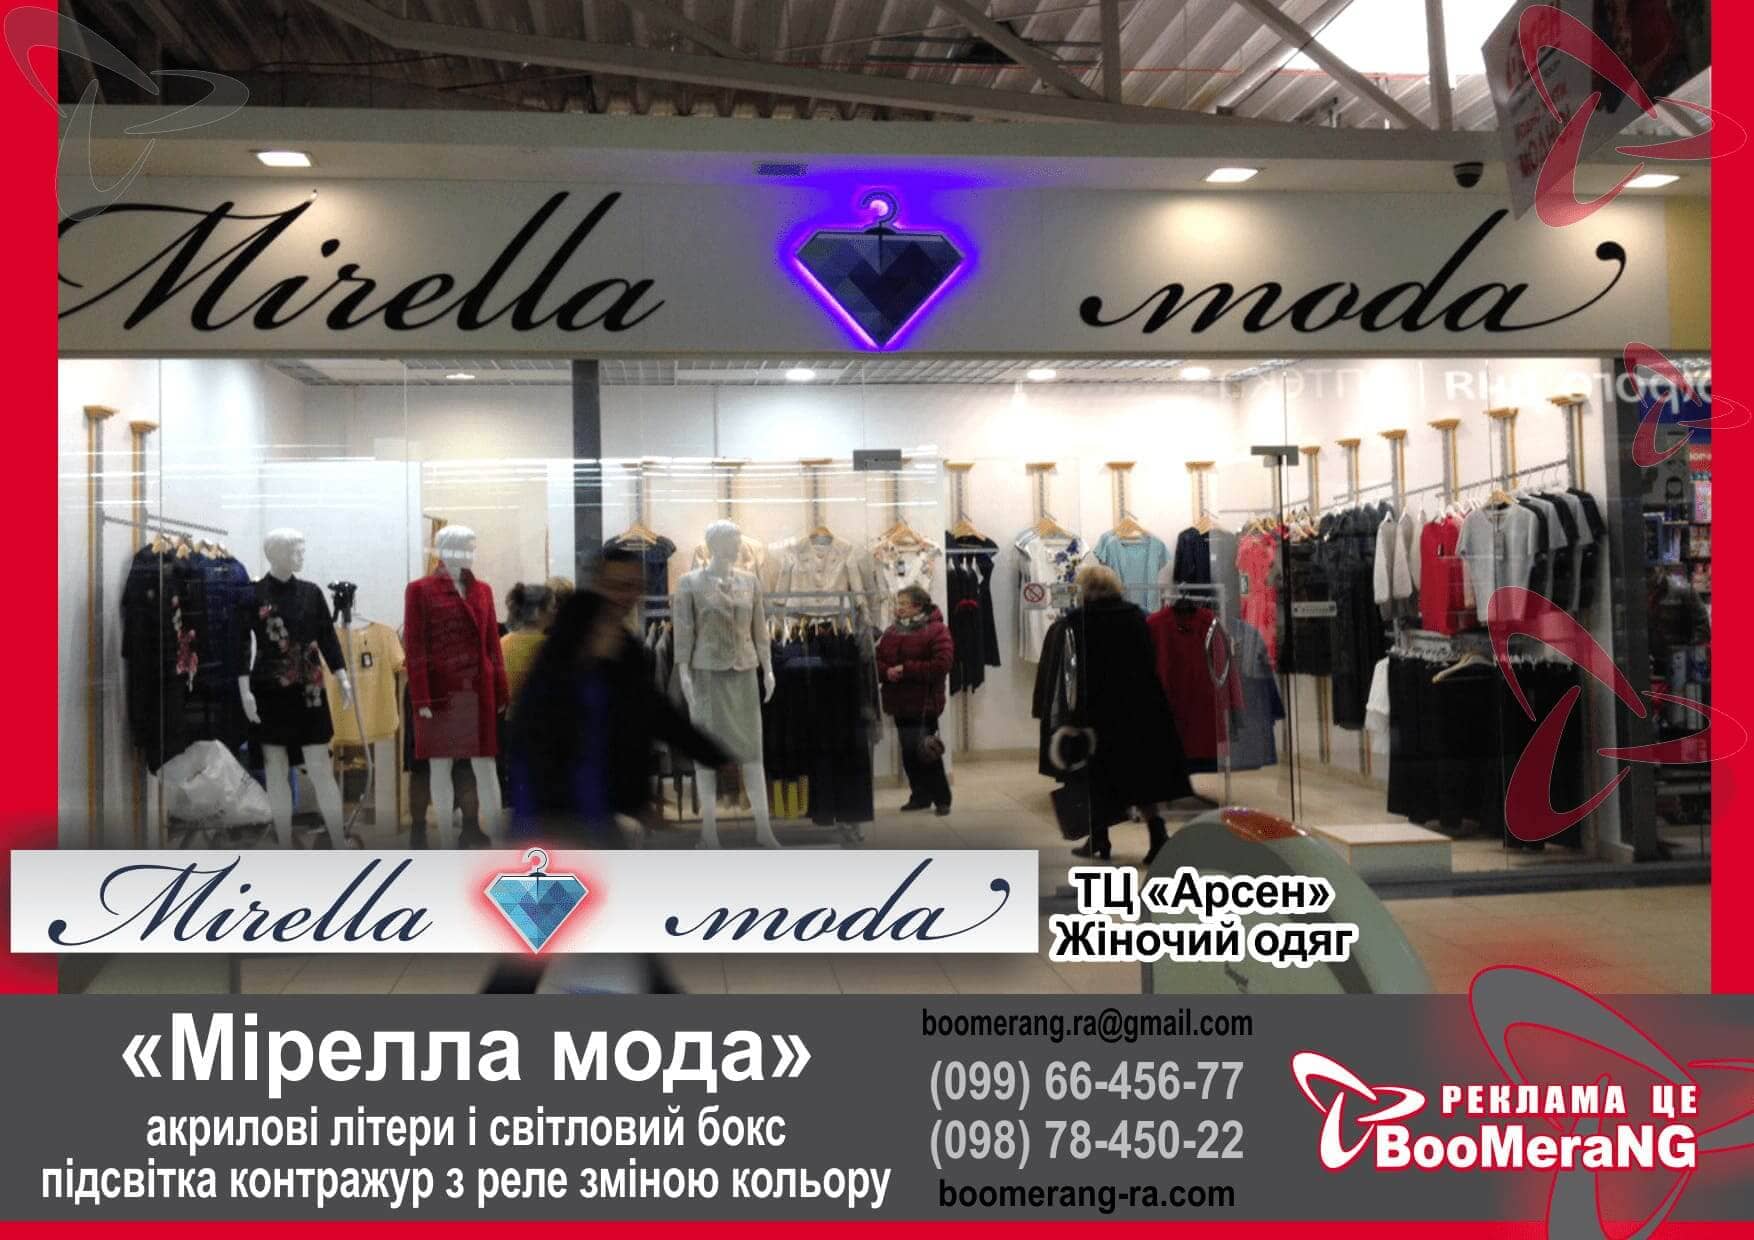 Mirella moda
Mirella moda
ТЦ «Арсен»
Жіночий одяг
«Мірелла мода»
акрилові літери і світловий бокс
підсвітка контражур з реле зміною кольору
boomerang.ra@gmail.com
(099) 66-456-77
(098) 78-450-22
boomerang-ra.com
РЕКЛАМА ЦЕ
BooMeraNG